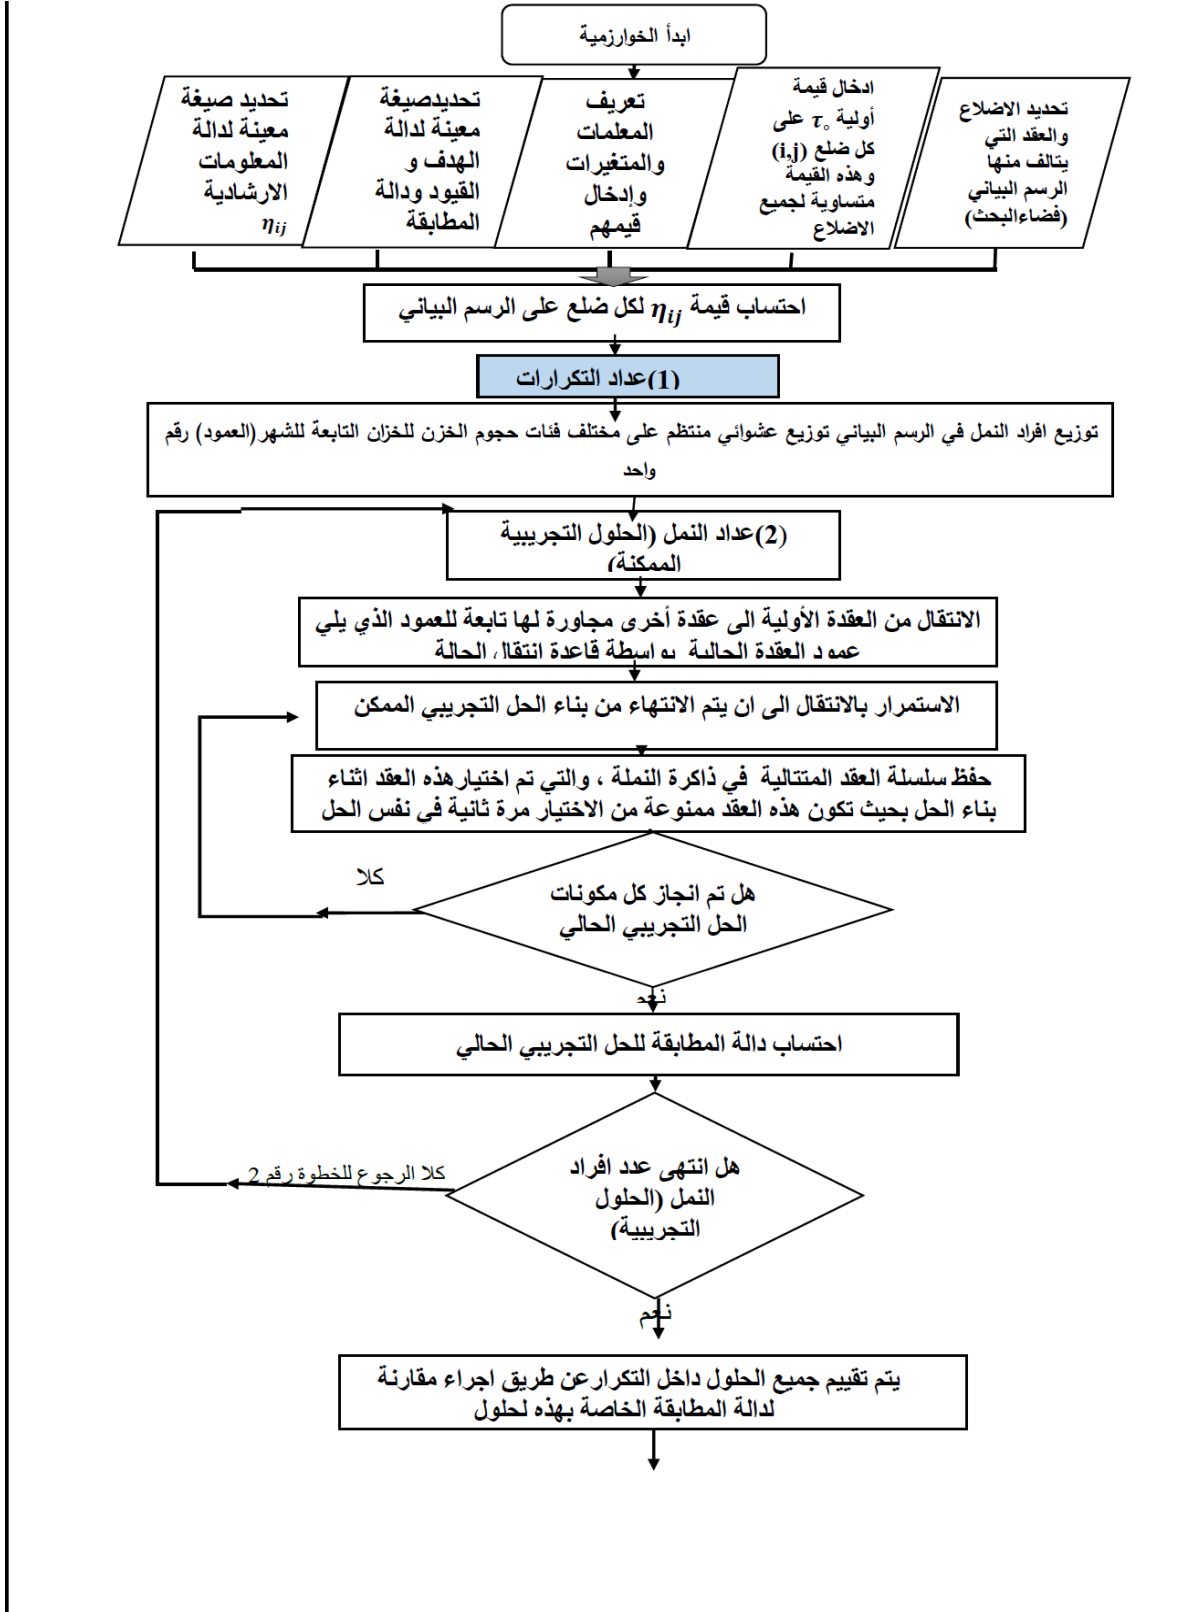 ابدأ الخوارزمية
تحديد الاضلاع
والعقد التي
يتالف منها
الرسم البياني
(فضاءالبحث)
ادخال قيمة
أولية τ∘ على
كل ضلع (i,j)
وهذه القيمة
متساوية لجميع
الاضلاع
تعريف
المعلمات
والمتغيرات
وإدخال
قيمهم
تحديدصيغة
معينة لدالة
الهدف و
القيود ودالة
المطابقة
تحديد صيغة
معينة لدالة
المعلومات
الارشادية
η_{ij}
احتساب قيمة η_{ij} لكل ضلع على الرسم البياني
(1)عداد التكرارات
توزيع افراد النمل في الرسم البياني توزيع عشوائي منتظم على مختلف فئات حجوم الخزن للخزان التابعة للشهر(العمود) رقم
واحد
(2)عداد النمل (الحلول التجريبية
الممكنة)
الانتقال من العقدة الأولية الى عقدة أخرى مجاورة لها تابعة للعمود الذي يلي
عمود العقدة الحالية بواسطة قاعدة انتقال الحالة
الاستمرار بالانتقال الى ان يتم الانتهاء من بناء الحل التجريبي الممكن
حفظ سلسلة العقد المتتالية في ذاكرة النملة ، والتي تم اختيارهذه العقد اثناء
بناء الحل بحيث تكون هذه العقد ممنوعة من الاختيار مرة ثانية في نفس الحل
هل تم انجاز كل مكونات
الحل التجريبي الحالي
كلا
نعم
احتساب دالة المطابقة للحل التجريبي الحالي
هل انتهى عدد افراد
النمل (الحلول
التجريبية)
كلا الرجوع للخطوة رقم 2
نعم
يتم تقييم جميع الحلول داخل التكرارعن طريق اجراء مقارنة
لدالة المطابقة الخاصة بهذه لحلول